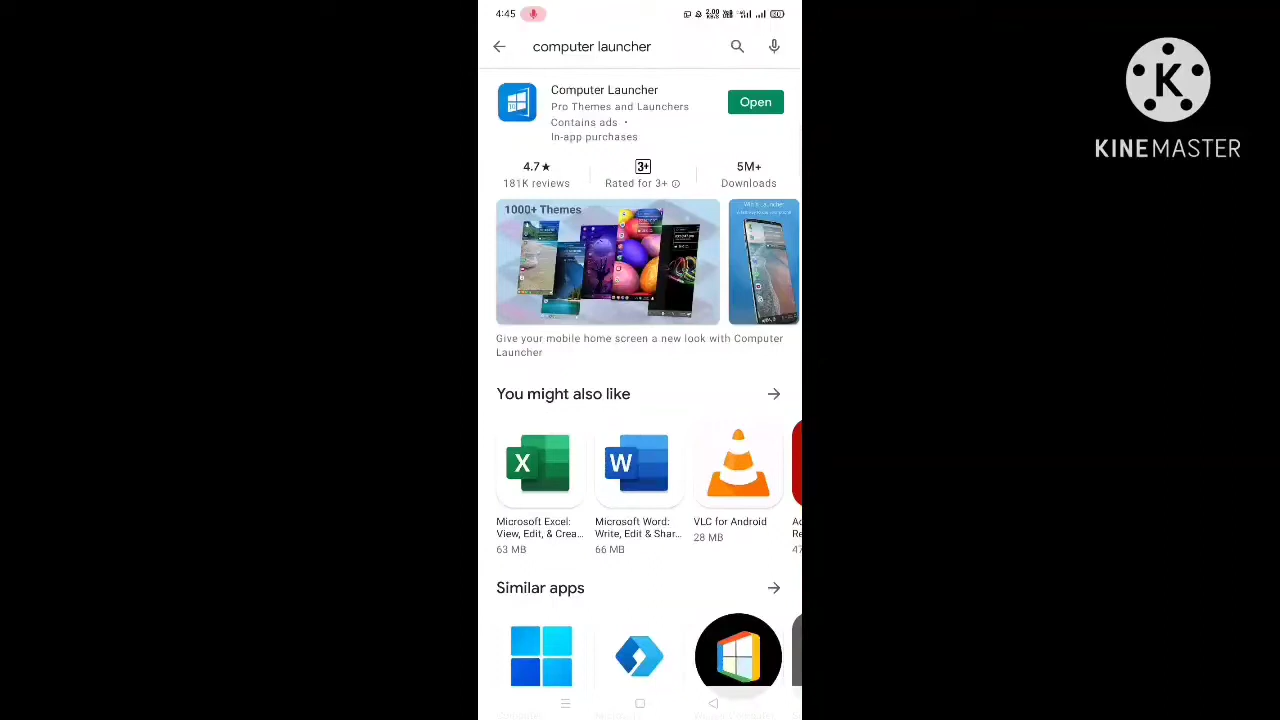 4:45
2.00
KB/S
computer launcher
Computer Launcher
Pro Themes and Launchers
Contains ads •
In-app purchases
Open
4.7★
181K reviews
3+
Rated for 3+
5M+
Downloads
1000+ Themes
Give your mobile home screen a new look with Computer
Launcher
You might also like
X
W
Microsoft Excel:
View, Edit, & Crea...
63 MB
Microsoft Word:
Write, Edit & Shar...
66 MB
VLC for Android
28 MB
Similar apps
K
KINEMASTER